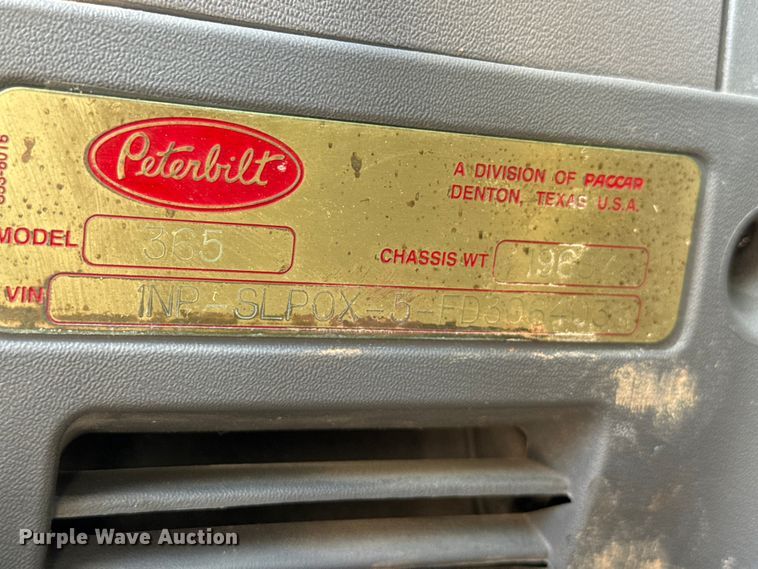 Peterbilt
A DIVISION OF PACCAR
DENTON, TEXAS U.S.A.
MODEL 365
CHASSIS WT
VIN
Purple Wave Auction